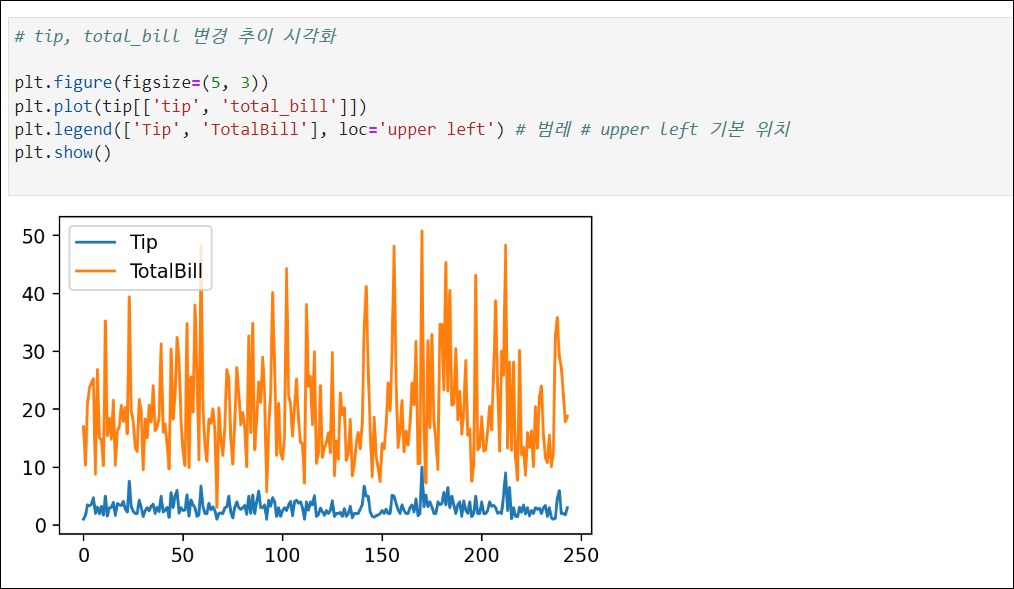 # tip, total_bill 변경 추이 시각화
plt.figure(figsize=(5, 3))
plt.plot(tip[['tip', 'total_bill']])
plt.legend(['Tip', 'TotalBill'], loc='upper left') # 범레 # upper left 기본 위치
plt.show()
50
40
30
20
10
0
Tip
TotalBill
0 50 100 150 200 250